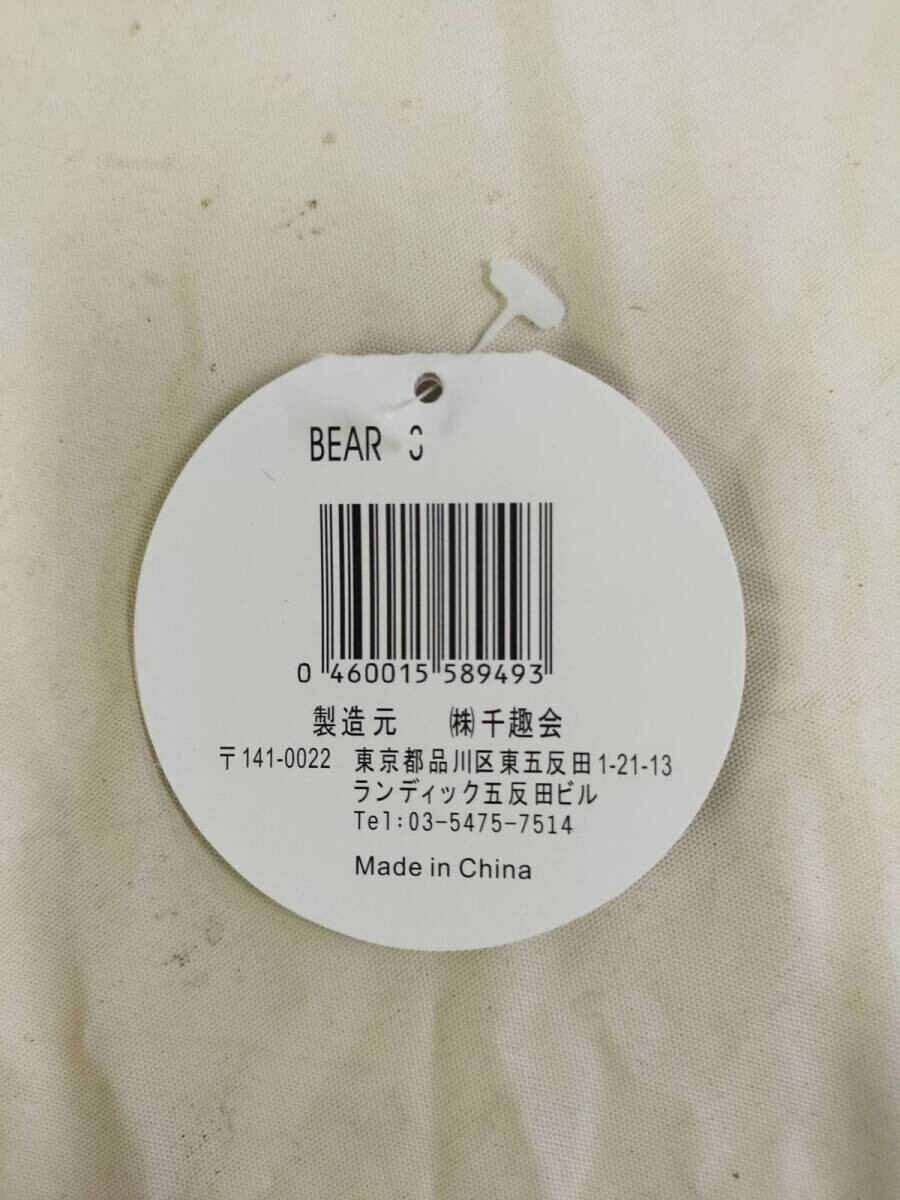 BEAR
0 460015 589493
製造元 ㈱千趣会
〒141-0022 東京都品川区東五反田1-21-13
ランディック五反田ビル
Tel:03-5475-7514
Made in China